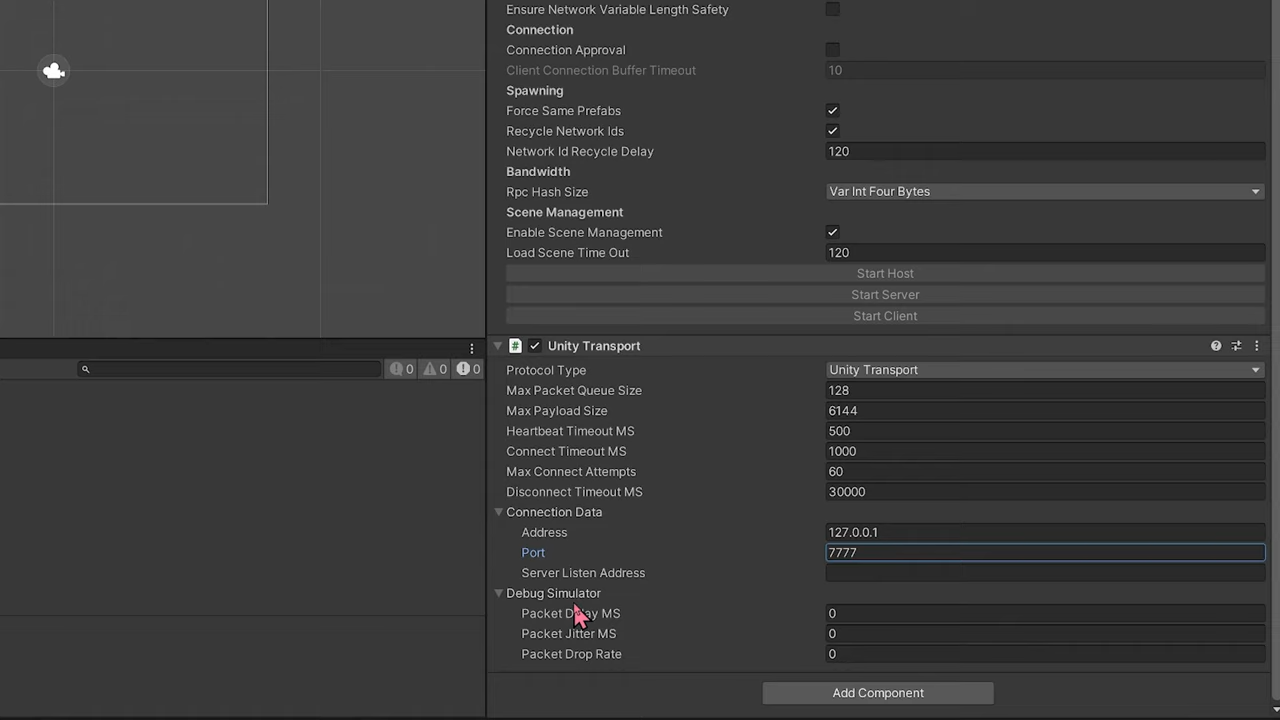 Ensure Network Variable Length Safety
Connection
Connection Approval
Client Connection Buffer Timeout 10
Spawning
Force Same Prefabs
Recycle Network Ids
Network Id Recycle Delay 120
Bandwidth
Rpc Hash Size Var Int Four Bytes
Scene Management
Enable Scene Management
Load Scene Time Out 120
Start Host
Start Server
Start Client
0 0 0
# Unity Transport
Protocol Type Unity Transport
Max Packet Queue Size 128
Max Payload Size 6144
Heartbeat Timeout MS 500
Connect Timeout MS 1000
Max Connect Attempts 60
Disconnect Timeout MS 30000
Connection Data
Address 127.0.0.1
Port 7777
Server Listen Address
Debug Simulator
Packet Delay MS 0
Packet Jitter MS 0
Packet Drop Rate 0
Add Component